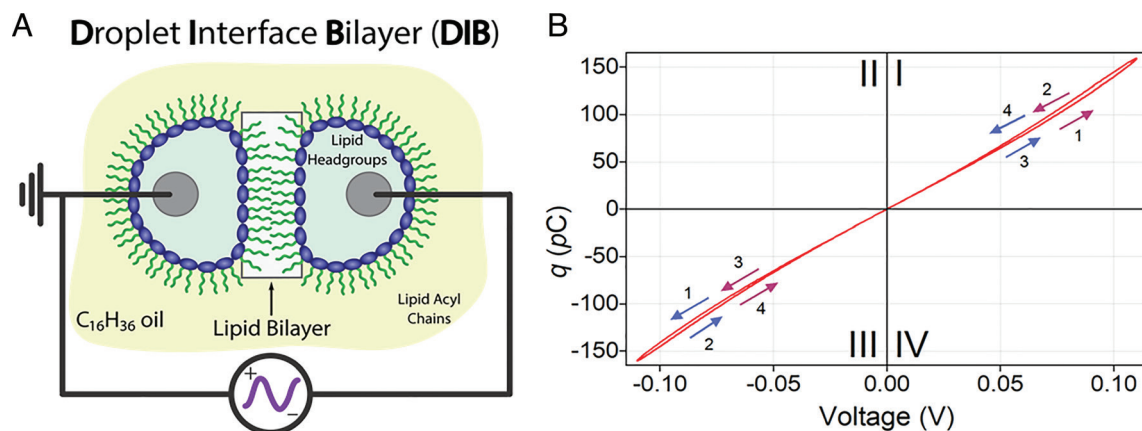 A
Droplet Interface Bilayer (DIB)
Lipid
Headgroups
C16H36 oil
Lipid Bilayer
Lipid Acyl
Chains
+
−
B
II I
III IV
q (pC)
150
100
50
0
-50
-100
-150
4
2
3
1
1
3
2
4
-0.10 -0.05 0.00 0.05 0.10
Voltage (V)